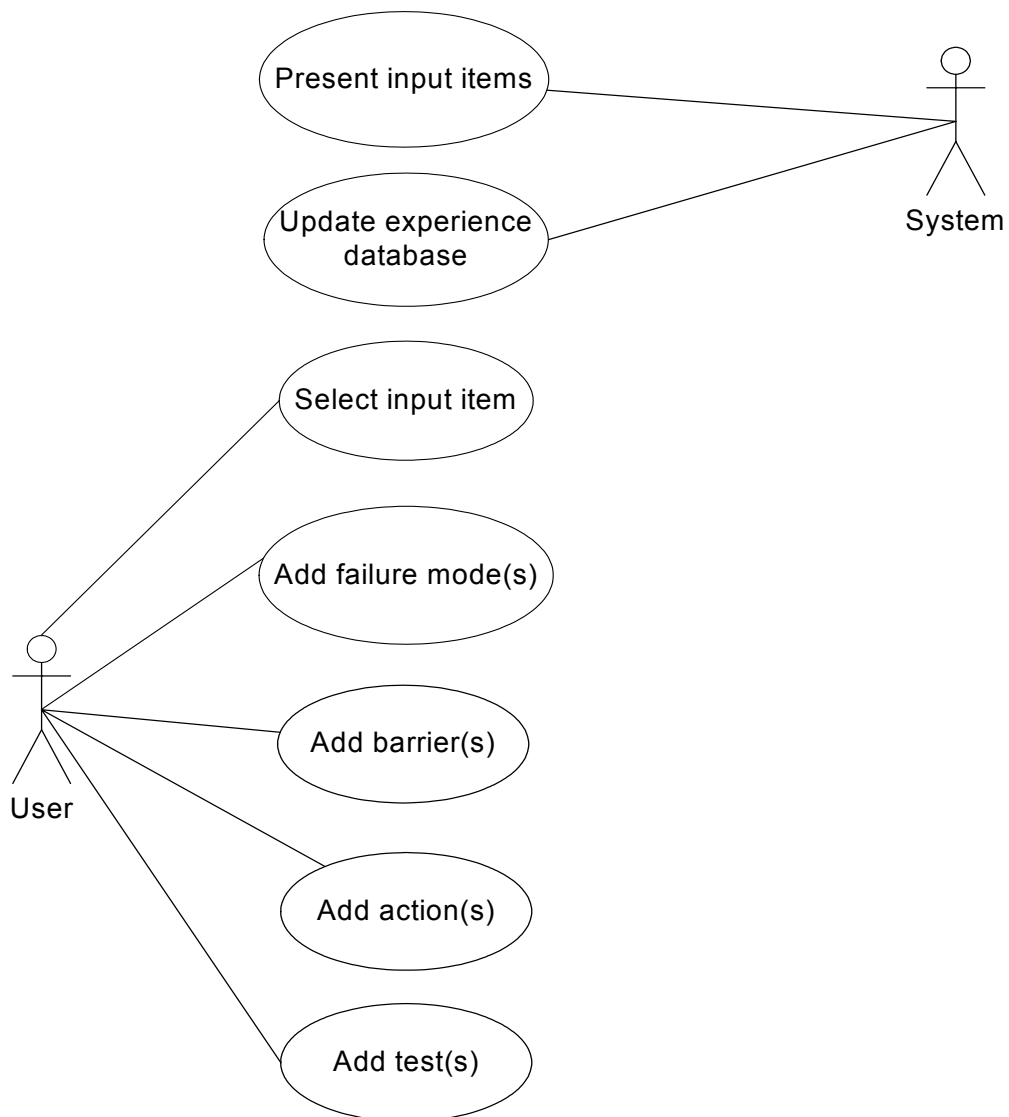 Present input items
System
Update experience
database
Select input item
Add failure mode(s)
Add barrier(s)
User
Add action(s)
Add test(s)